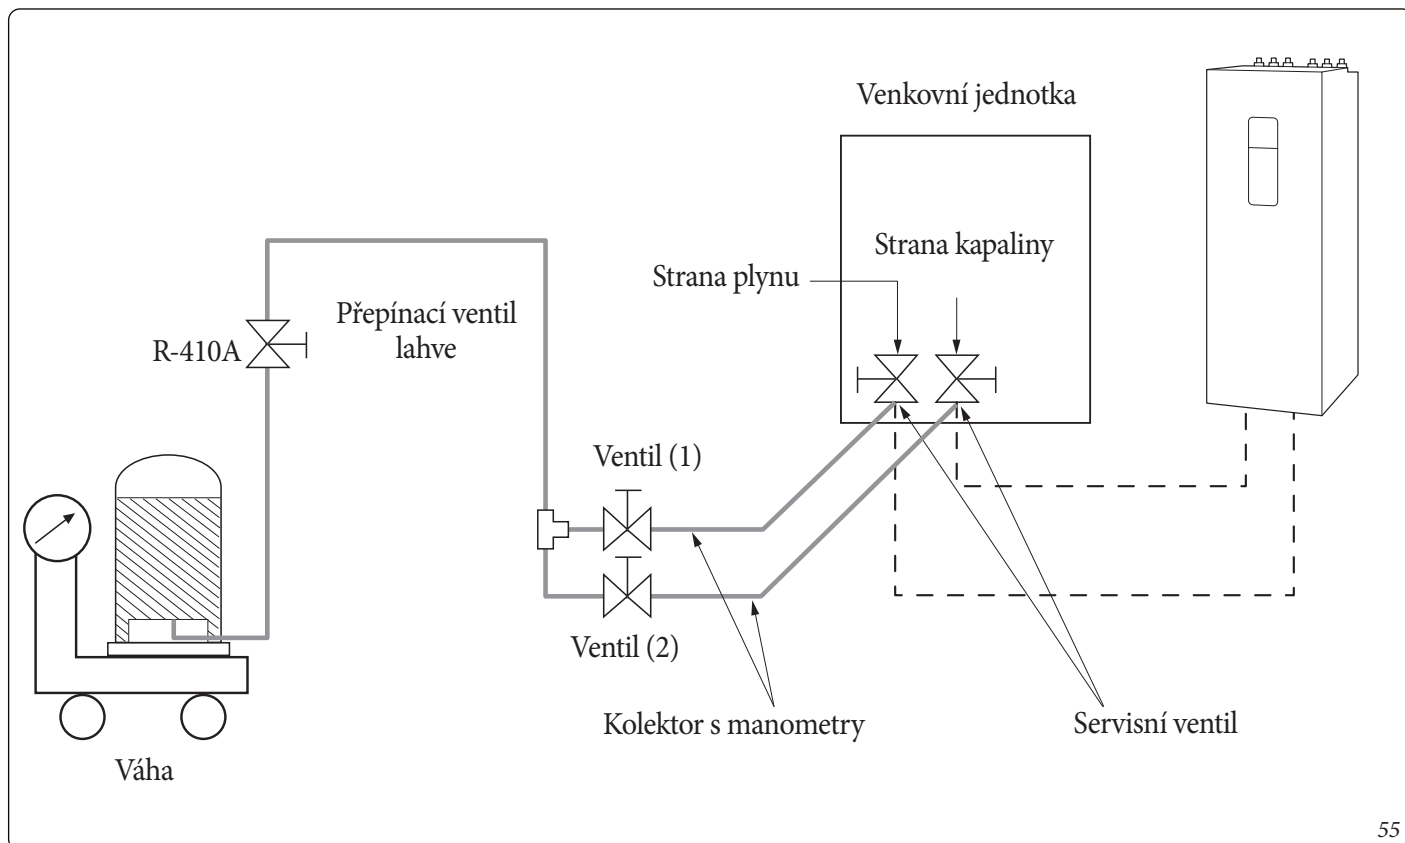 Venkovní jednotka
Strana kapaliny
Strana plynu
Přepínací ventil
lahve
R-410A
Ventil (1)
Ventil (2)
Kolektor s manometry
Servisní ventil
Váha
55